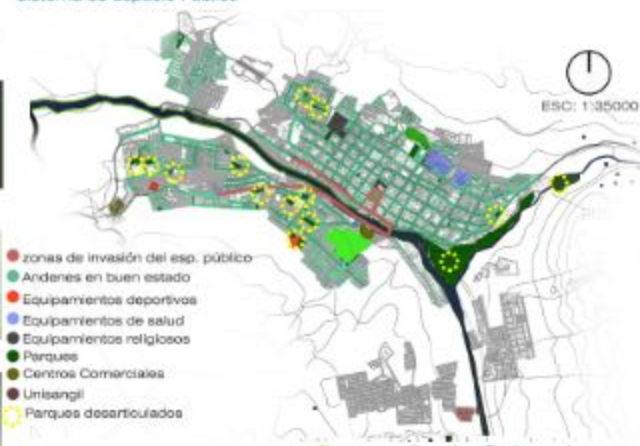 ESC: 1:35000
zonas de invasión del esp. público
Andenes en buen estado
Equipamientos deportivos
Equipamientos de salud
Equipamientos religiosos
Parques
Centros Comerciales
Unisangil
Parques desarticulados